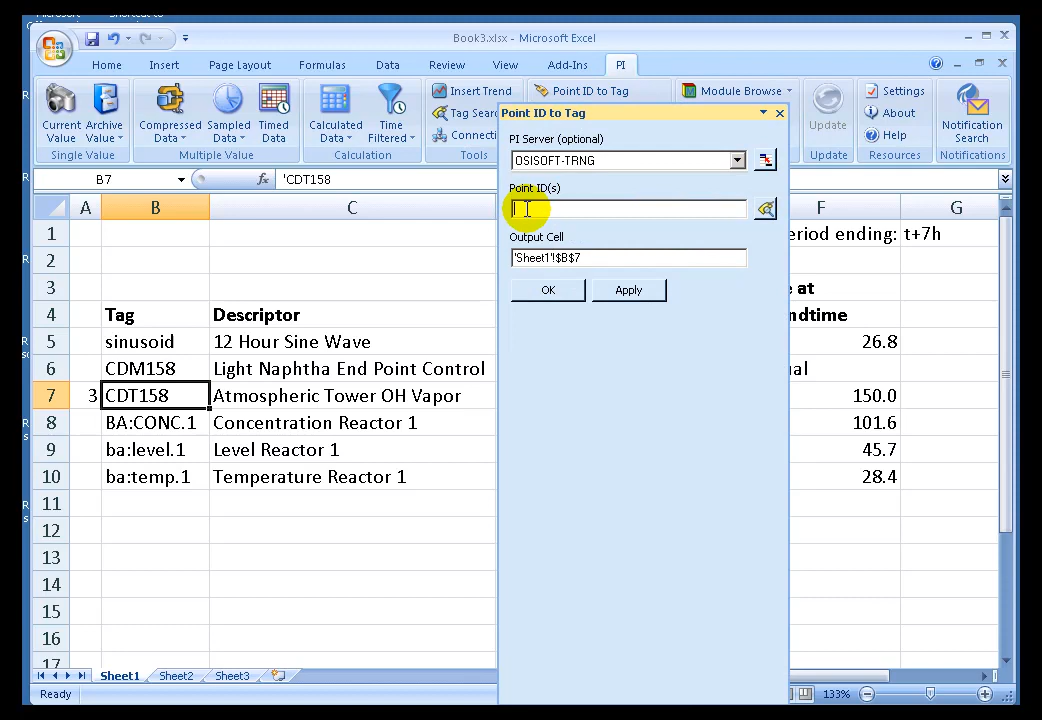 Book3.xlsx - Microsoft Excel
Home Insert Page Layout Formulas Data Review View Add-Ins PI
Current Value
Archive Value
Compressed Data
Sampled Data
Timed Data
Calculated Data
Time Filtered
Insert Trend
Tag Sear
Connecti
Point ID to Tag
Module Browse
Update
Settings
About
Help
Notification Search
Single Value Multiple Value Calculation Tools Update Resources Notifications
B7 fx 'CDT158
Point ID to Tag
PI Server (optional)
OSISOFT-TRNG
Point ID(s)
Output Cell
'Sheet1'!$B$7
OK Apply
A B C F G
1 eriod ending: t+7h
2
3 e at
4 Tag Descriptor ndtime
5 sinusoid 12 Hour Sine Wave 26.8
6 CDM158 Light Naphtha End Point Control ual
7 3 CDT158 Atmospheric Tower OH Vapor 150.0
8 BA:CONC.1 Concentration Reactor 1 101.6
9 ba:level.1 Level Reactor 1 45.7
10 ba:temp.1 Temperature Reactor 1 28.4
11
12
13
14
15
16
17
Sheet1 Sheet2 Sheet3
Ready 133%